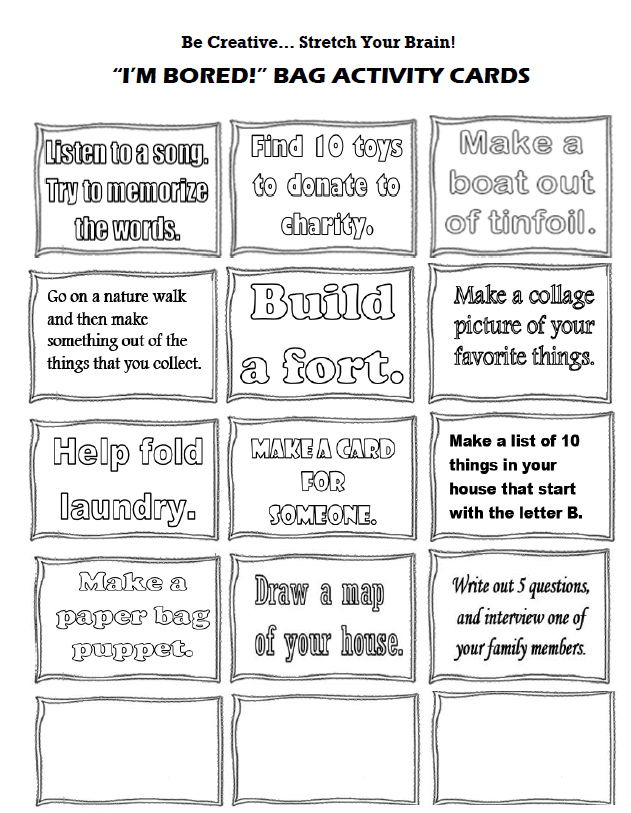 Be Creative... Stretch Your Brain!
“I’M BORED!” BAG ACTIVITY CARDS
Listen to a song.
Try to memorize
the words.
Find 10 toys
to donate to
charity.
Make a
boat out
of tinfoil.
Go on a nature walk
and then make
something out of the
things that you collect.
Build
a fort.
Make a collage
picture of your
favorite things.
Help fold
laundry.
MAKE A CARD
FOR
SOMEONE.
Make a list of 10
things in your
house that start
with the letter B.
Make a
paper bag
puppet.
Draw a map
of your house.
Write out 5 questions,
and interview one of
your family members.